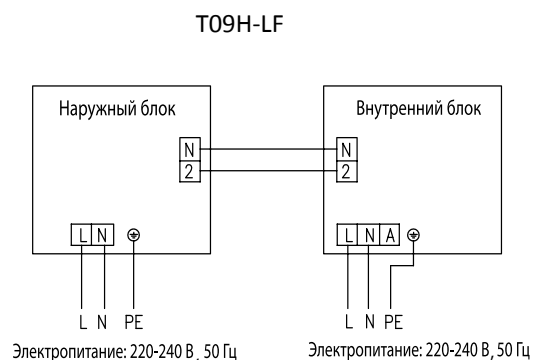 T09H-LF
Наружный блок
Внутренний блок
N
2
N
2
L N
L N A
L N PE
L N PE
Электропитание: 220-240 В, 50 Гц
Электропитание: 220-240 В, 50 Гц